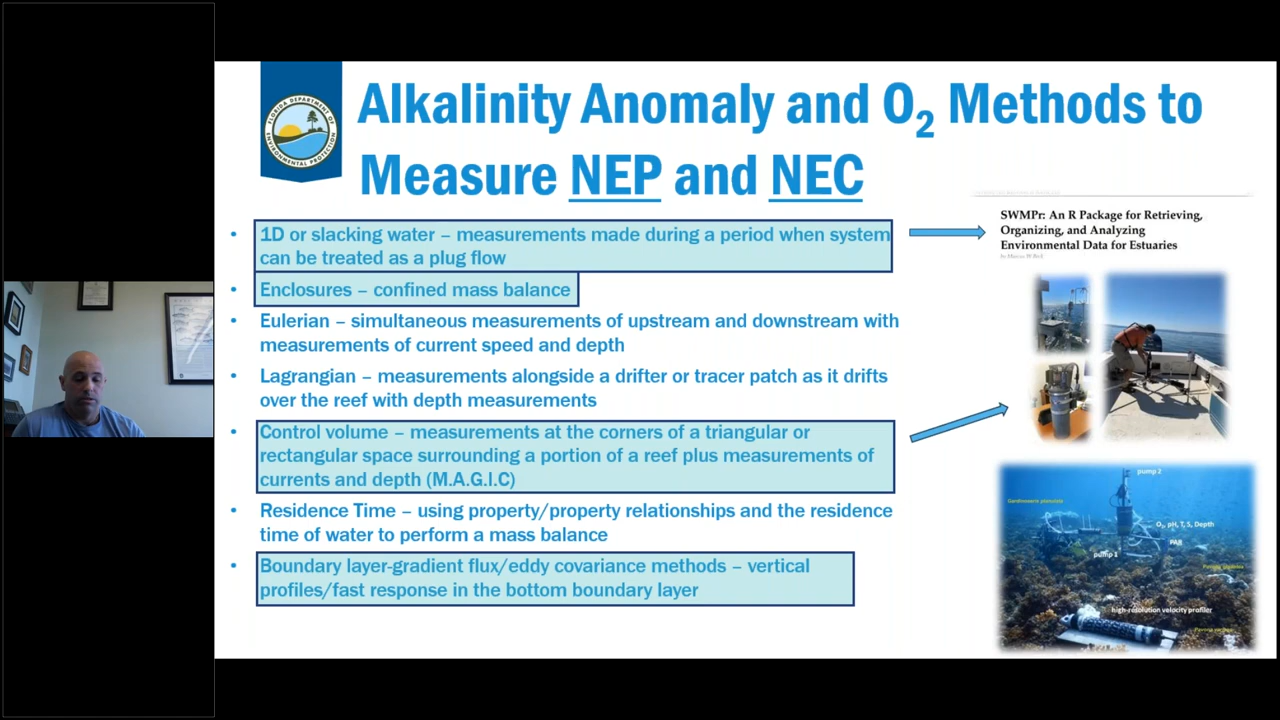 Alkalinity Anomaly and O₂ Methods to
Measure NEP and NEC
FLORIDA DEPARTMENT OF
ENVIRONMENTAL PROTECTION
• 1D or slacking water – measurements made during a period when system
can be treated as a plug flow
• Enclosures – confined mass balance
• Eulerian – simultaneous measurements of upstream and downstream with
measurements of current speed and depth
• Lagrangian – measurements alongside a drifter or tracer patch as it drifts
over the reef with depth measurements
• Control volume – measurements at the corners of a triangular or
rectangular space surrounding a portion of a reef plus measurements of
currents and depth (M.A.G.I.C)
• Residence Time – using property/property relationships and the residence
time of water to perform a mass balance
• Boundary layer-gradient flux/eddy covariance methods – vertical
profiles/fast response in the bottom boundary layer
SWMPr: An R Package for Retrieving,
Organizing, and Analyzing
Environmental Data for Estuaries
by Marcus W Beck
pump 2
O₂, pH, T, S, Depth
PAR
pump 1
high-resolution velocity profiler